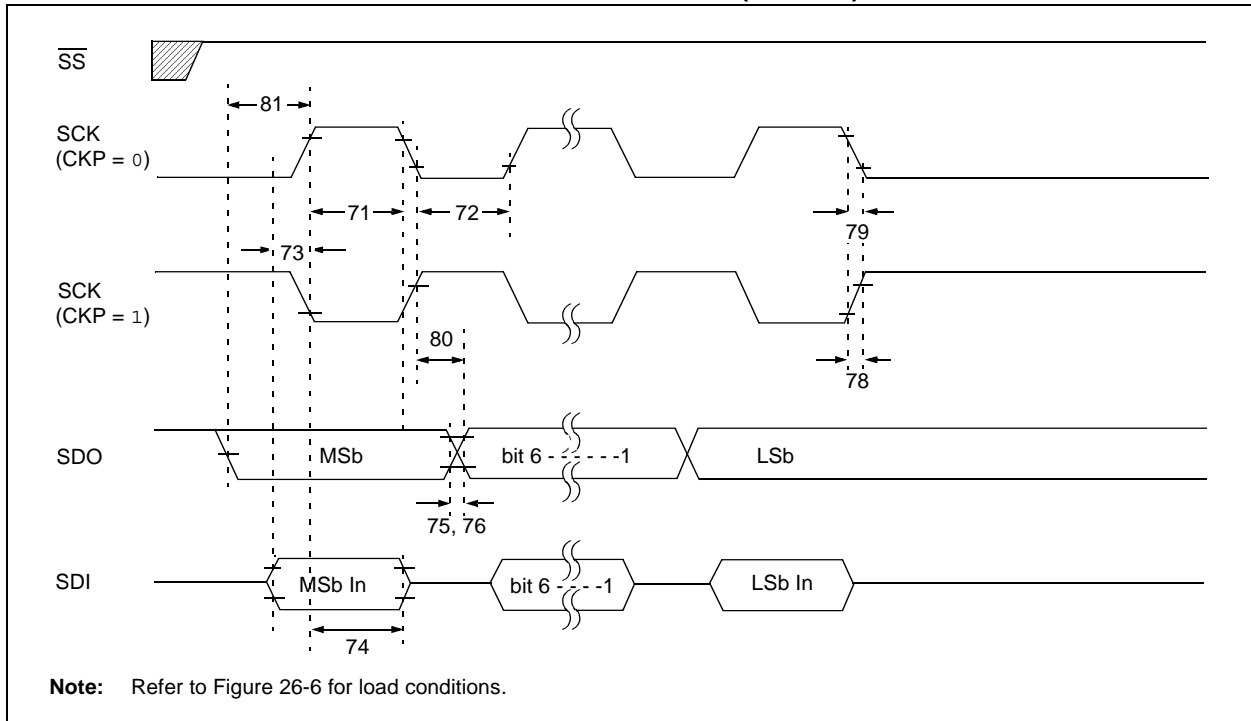 SS
81
SCK
(CKP = 0)
71
72
79
73
SCK
(CKP = 1)
80
78
SDO
MSb
bit 6 - - - - - - -1
LSb
75, 76
SDI
MSb In
bit 6 - - - - -1
LSb In
74
Note: Refer to Figure 26-6 for load conditions.